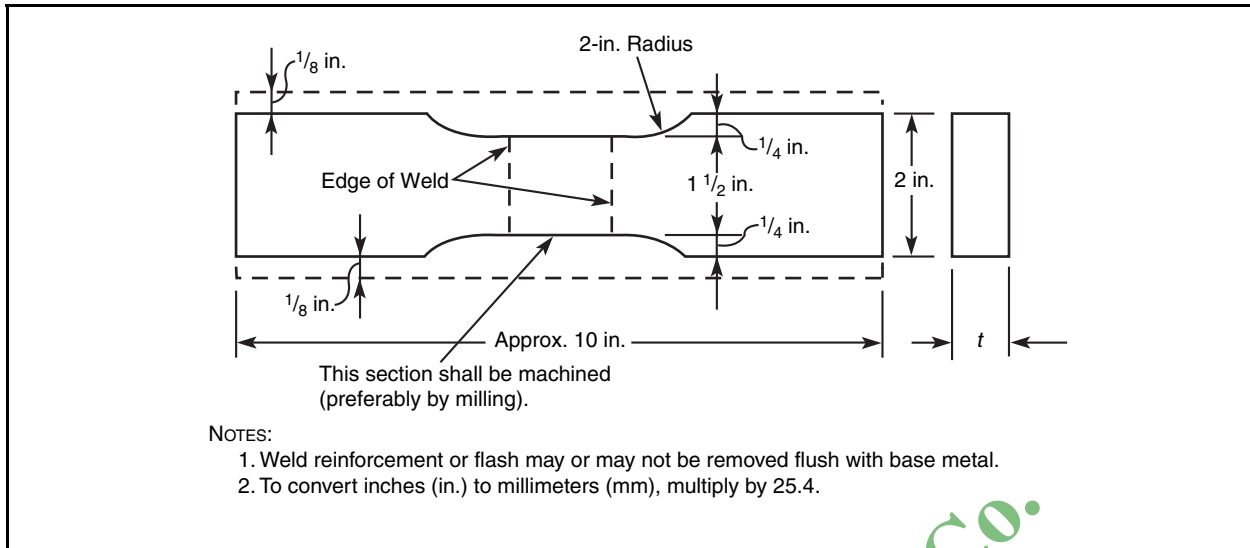 2-in. Radius
1/8 in.
1/4 in.
Edge of Weld
1 1/2 in.
2 in.
1/4 in.
1/8 in.
Approx. 10 in.
t
This section shall be machined
(preferably by milling).
NOTES:
1. Weld reinforcement or flash may or may not be removed flush with base metal.
2. To convert inches (in.) to millimeters (mm), multiply by 25.4.
Co.